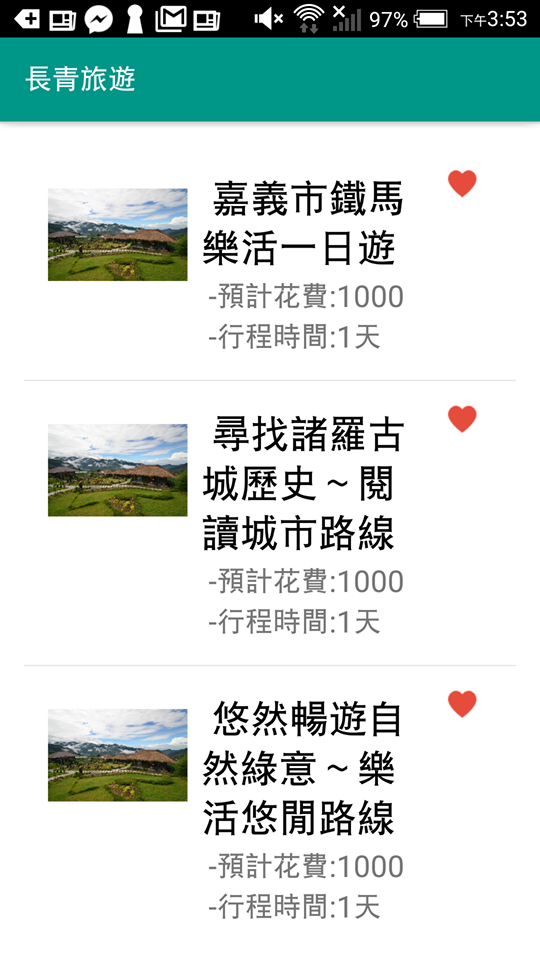 97% 下午3:53
長青旅遊
嘉義市鐵馬
樂活一日遊
-預計花費:1000
-行程時間:1天
尋找諸羅古
城歷史～閱
讀城市路線
-預計花費:1000
-行程時間:1天
悠然暢遊自
然綠意～樂
活悠閒路線
-預計花費:1000
-行程時間:1天